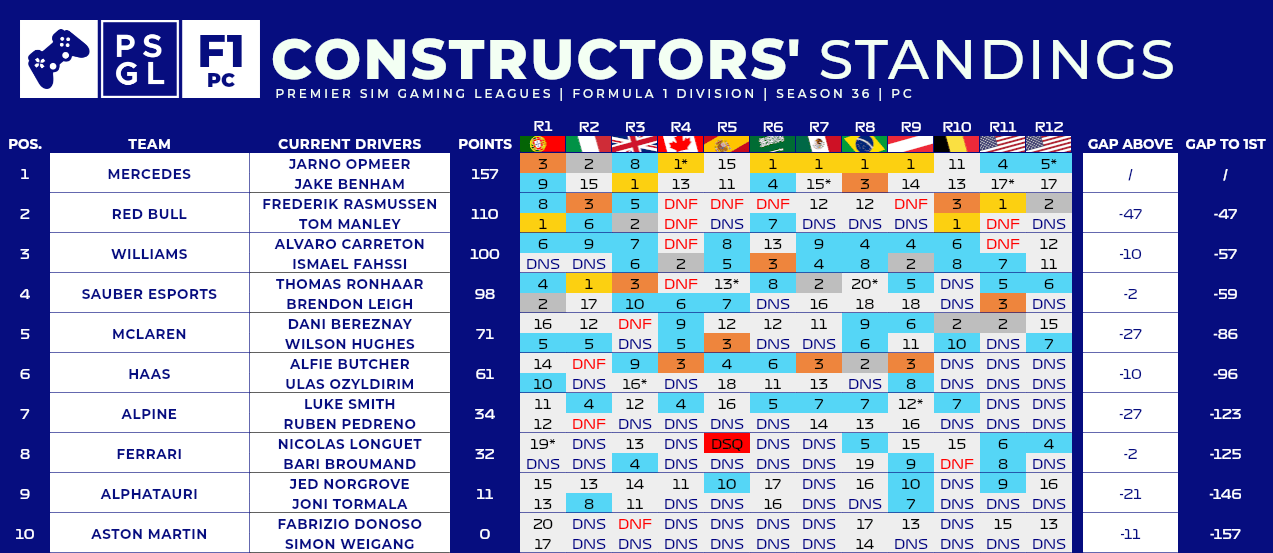 PS
GL
F1
PC
CONSTRUCTORS' STANDINGS
PREMIER SIM GAMING LEAGUES | FORMULA 1 DIVISION | SEASON 36 | PC
R1 R2 R3 R4 R5 R6 R7 R8 R9 R10 R11 R12
POS. TEAM CURRENT DRIVERS POINTS GAP ABOVE GAP TO 1ST
JARNO OPMEER 3 2 8 1* 15 1 1 1 1 11 4 5*
1 MERCEDES 157 / /
JAKE BENHAM 9 15 1 13 11 4 15* 3 14 13 17* 17
FREDERIK RASMUSSEN 8 3 5 DNF DNF DNF 12 12 DNF 3 1 2
2 RED BULL 110 -47 -47
TOM MANLEY 1 6 2 DNF DNS 7 DNS DNS DNS 1 DNF DNS
ALVARO CARRETON 6 9 7 DNF 8 13 9 4 4 6 DNF 12
3 WILLIAMS 100 -10 -57
ISMAEL FAHSSI DNS DNS 6 2 5 3 4 8 2 8 7 11
THOMAS RONHAAR 4 1 3 DNF 13* 8 2 20* 5 DNS 5 6
4 SAUBER ESPORTS 98 -2 -59
BRENDON LEIGH 2 17 10 6 7 DNS 16 18 18 DNS 3 DNS
DANI BEREZNAY 16 12 DNF 9 12 12 11 9 6 2 2 15
5 MCLAREN 71 -27 -86
WILSON HUGHES 5 5 DNS 5 3 DNS DNS 6 11 10 DNS 7
ALFIE BUTCHER 14 DNF 9 3 4 6 3 2 3 DNS DNS DNS
6 HAAS 61 -10 -96
ULAS OZYLDIRIM 10 DNS 16* DNS 18 11 13 DNS 8 DNS DNS DNS
LUKE SMITH 11 4 12 4 16 5 7 7 12* 7 DNS DNS
7 ALPINE 34 -27 -123
RUBEN PEDRENO 12 DNF DNS DNS DNS DNS 14 13 16 DNS DNS DNS
NICOLAS LONGUET 19* DNS 13 DNS DSQ DNS DNS 5 15 15 6 4
8 FERRARI 32 -2 -125
BARI BROUMAND DNS DNS 4 DNS DNS DNS DNS 19 9 DNF 8 DNS
JED NORGROVE 15 13 14 11 10 17 DNS 16 10 DNS 9 16
9 ALPHATAURI 11 -21 -146
JONI TORMALA 13 8 11 DNS DNS 16 DNS DNS 7 DNS DNS DNS
FABRIZIO DONOSO 20 DNS DNF DNS DNS DNS DNS 17 13 DNS 15 13
10 ASTON MARTIN 0 -11 -157
SIMON WEIGANG 17 DNS DNS DNS DNS DNS DNS 14 DNS DNS DNS DNS